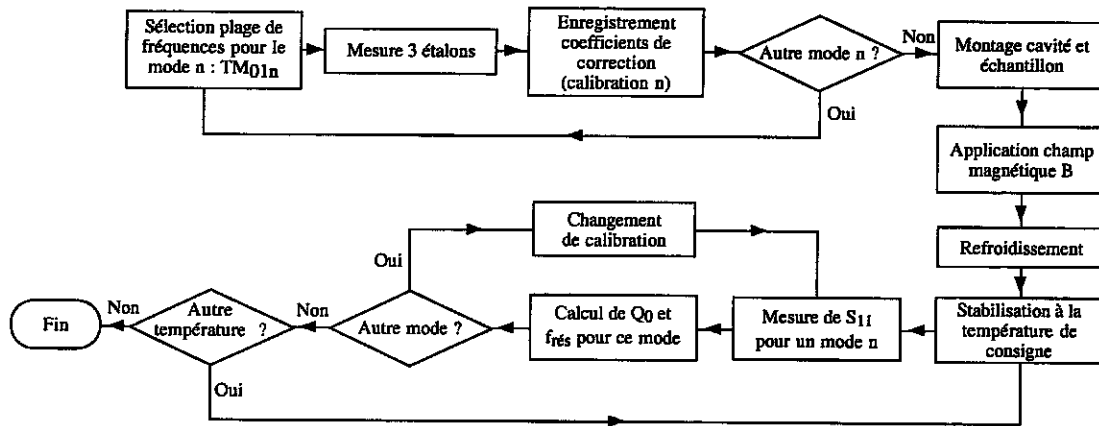 Sélection plage de
fréquences pour le
mode n : TM01n
Mesure 3 étalons
Enregistrement
coefficients de
correction
(calibration n)
Autre mode n ?
Non
Oui
Montage cavité et
échantillon
Application champ
magnétique B
Refroidissement
Stabilisation à la
température de
consigne
Mesure de S11
pour un mode n
Changement
de calibration
Calcul de Q0 et
frés pour ce mode
Oui
Autre mode ?
Non
Autre
température ?
Oui
Non
Fin